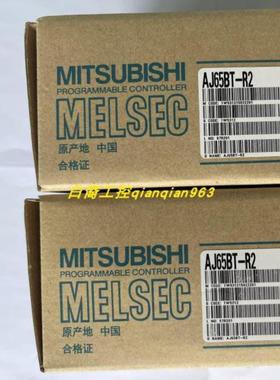 MITSUBISHI
PROGRAMMABLE CONTROLLER
MELSEC
原产地 中国
合格证
AJ65BT-R2
白商工控qianqian963
MITSUBISHI
PROGRAMMABLE CONTROLLER
MELSEC
原产地 中国
合格证
AJ65BT-R2